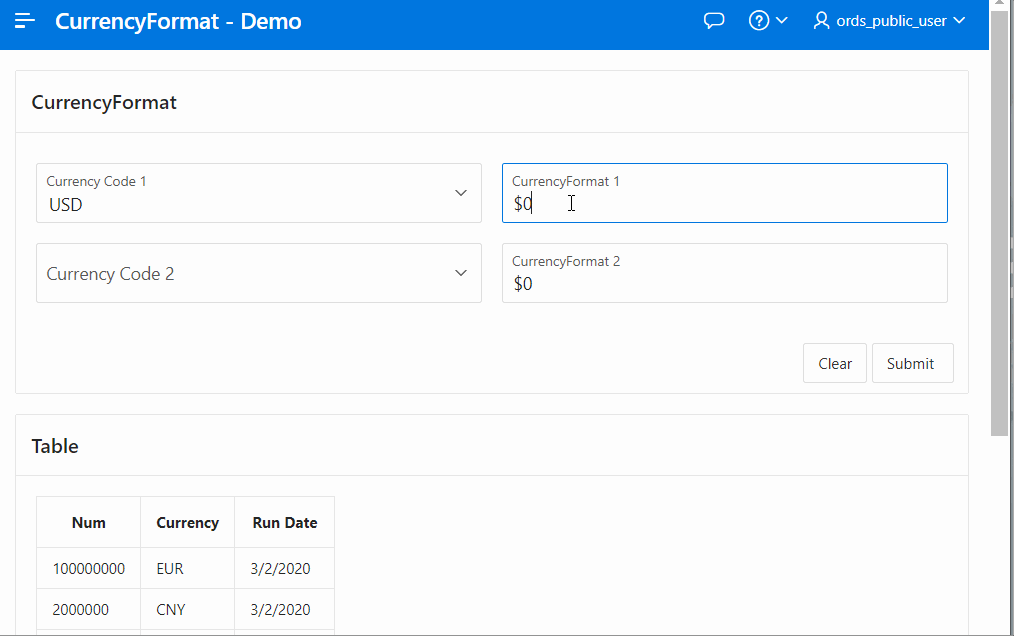 CurrencyFormat - Demo
ords_public_user
CurrencyFormat
Currency Code 1
USD
CurrencyFormat 1
$0
Currency Code 2
CurrencyFormat 2
$0
Clear
Submit
Table
Num Currency Run Date
100000000 EUR 3/2/2020
2000000 CNY 3/2/2020